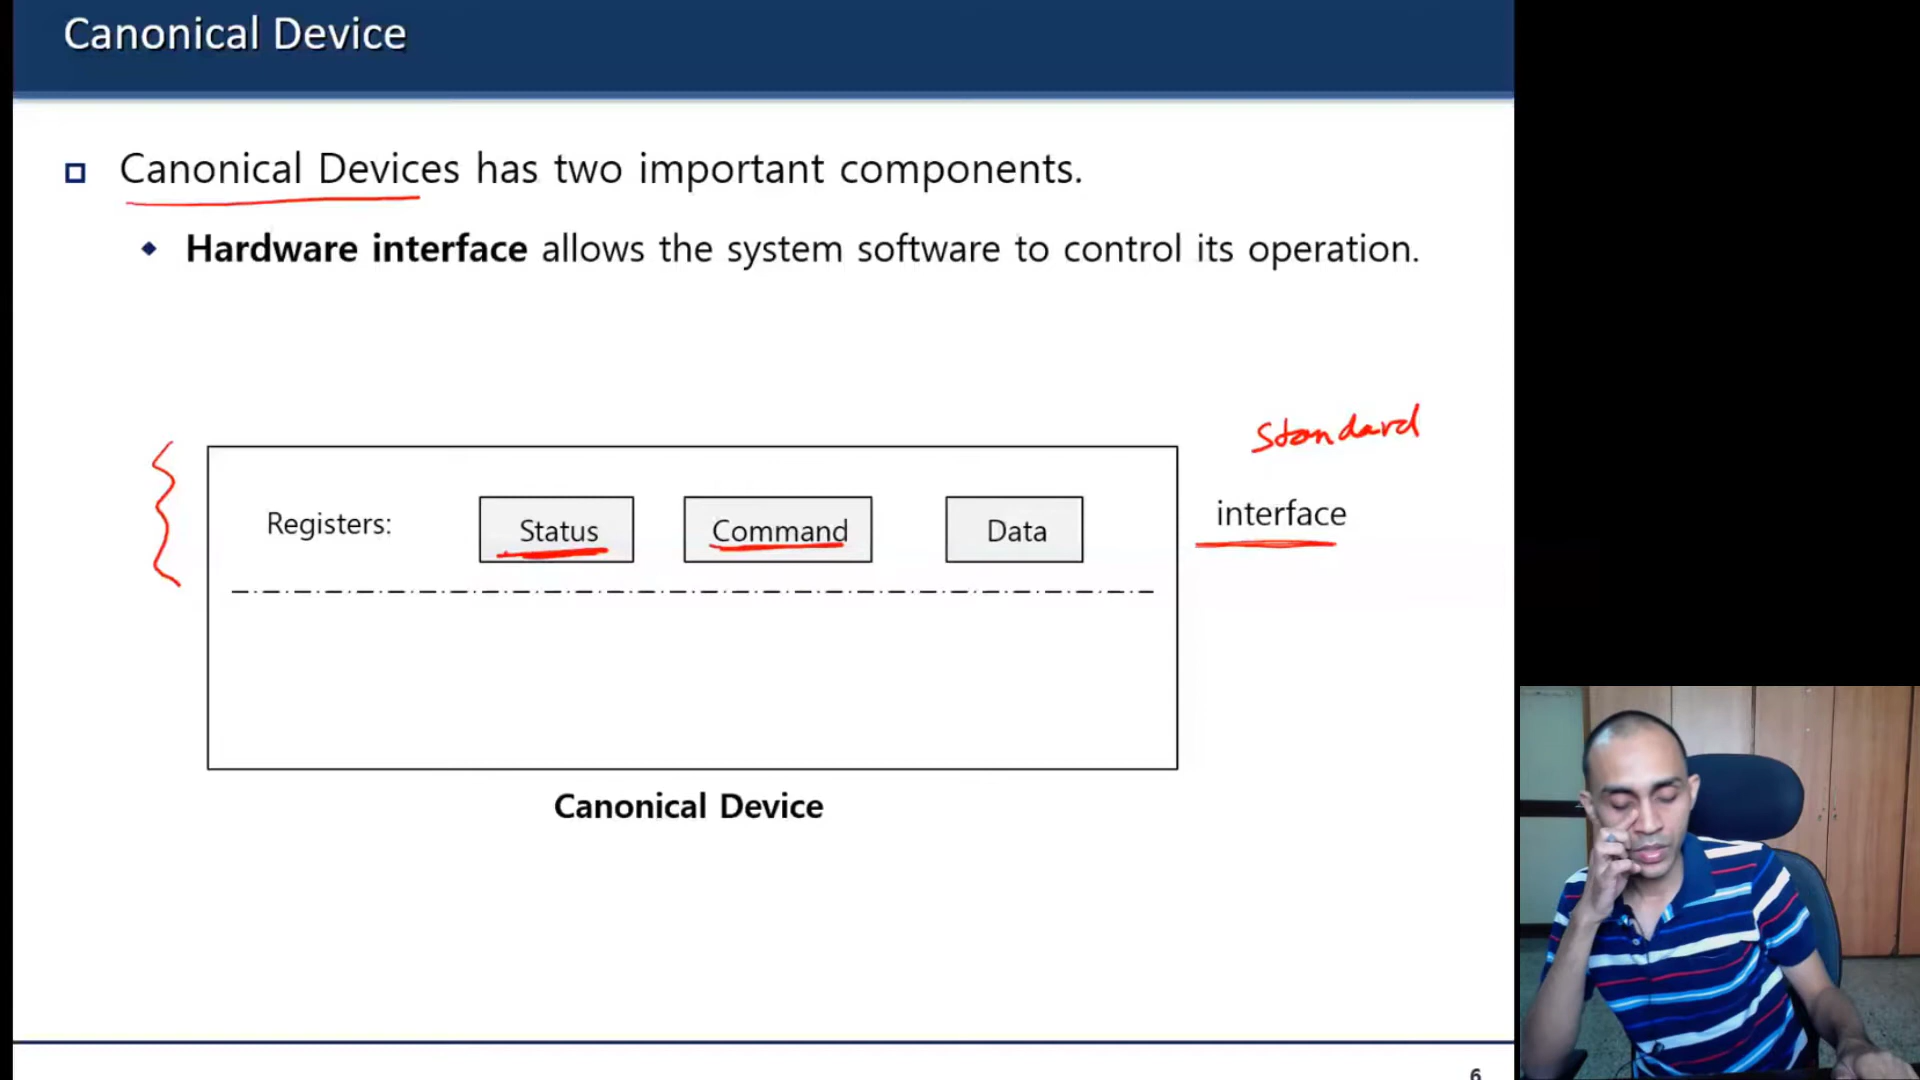 Canonical Device
Canonical Devices has two important components.
Hardware interface allows the system software to control its operation.
Standard
Registers: Status Command Data interface
Canonical Device
6